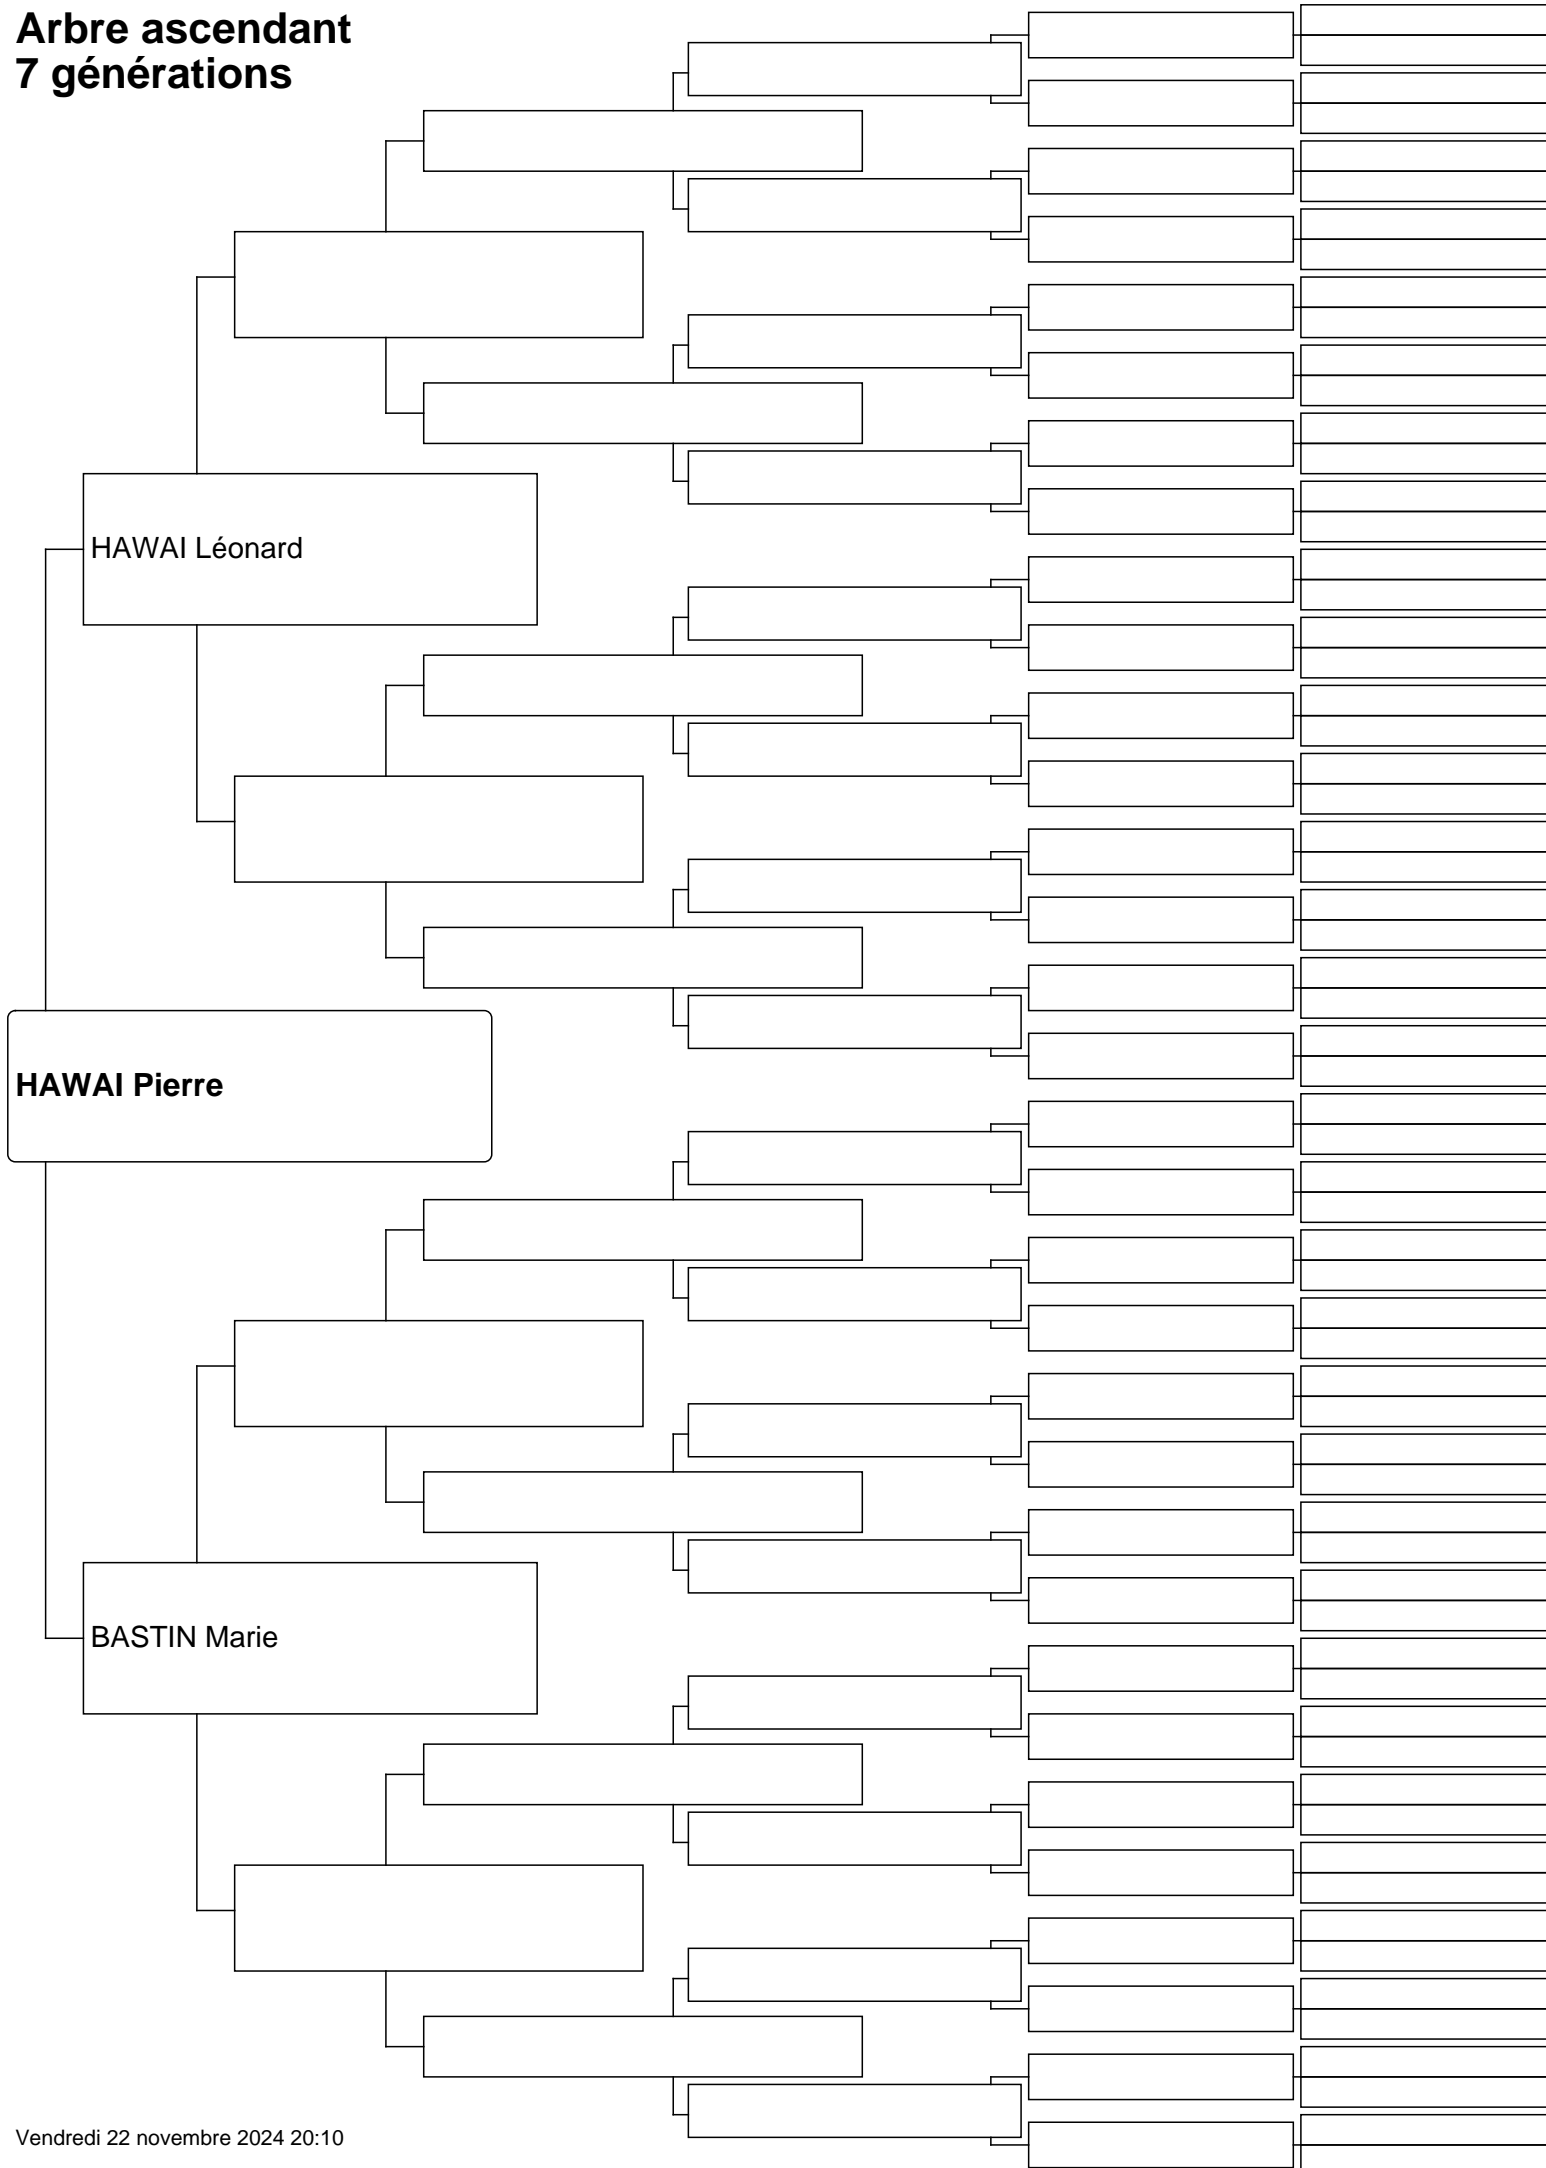 Arbre ascendant
7 générations
HAWAI Léonard
HAWAI Pierre
BASTIN Marie
Vendredi 22 novembre 2024 20:10